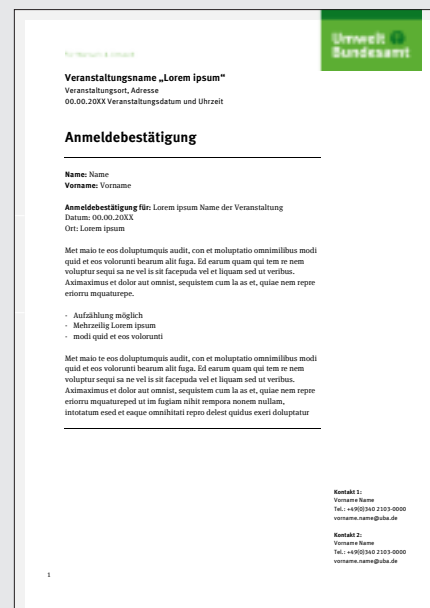 Umwelt
Bundesamt
Veranstaltungsname „Lorem ipsum“
Veranstaltungsort, Adresse
00.00.20XX Veranstaltungsdatum und Uhrzeit
Anmeldebestätigung
Name: Name
Vorname: Vorname
Anmeldebestätigung für: Lorem ipsum Name der Veranstaltung
Datum: 00.00.20XX
Ort: Lorem ipsum
Met maio te eos doluptumquis audit, con et moluptatio omnimilibus modi
quid et eos volorunti bearum alit fuga. Ed earum quam qui tem re nem
voluptur sequi sa ne vel is sit facepuda vel et liquam sed ut veribus.
Aximaximus et dolor aut omnist, sequistem cum la as et, quiae nem repre
eriorru mquaturepe.
- Aufzählung möglich
- Mehrzeilig Lorem ipsum
- modi quid et eos volorunti
Met maio te eos doluptumquis audit, con et moluptatio omnimilibus modi
quid et eos volorunti bearum alit fuga. Ed earum quam qui tem re nem
voluptur sequi sa ne vel is sit facepuda vel et liquam sed ut veribus.
Aximaximus et dolor aut omnist, sequistem cum la as et, quiae nem repre
eriorru mquatureped ut im fugiam nihit rempora nonem nullam,
intotatum esed et eaque omnihitati repro delest quidus exeri doluptatur
Kontakt 1:
Vorname Name
Tel.: +49(0)340 2103-0000
vorname.name@uba.de
Kontakt 2:
Vorname Name
Tel.: +49(0)340 2103-0000
vorname.name@uba.de
1